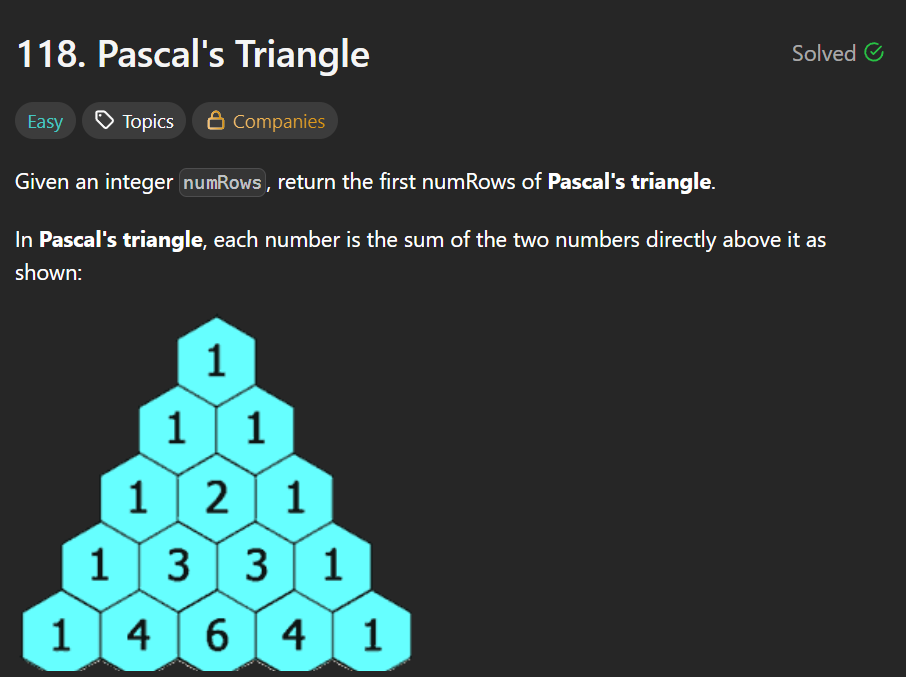 118. Pascal's Triangle
Solved
Easy Topics Companies
Given an integer numRows, return the first numRows of Pascal's triangle.
In Pascal's triangle, each number is the sum of the two numbers directly above it as
shown:
1
1 1
1 2 1
1 3 3 1
1 4 6 4 1